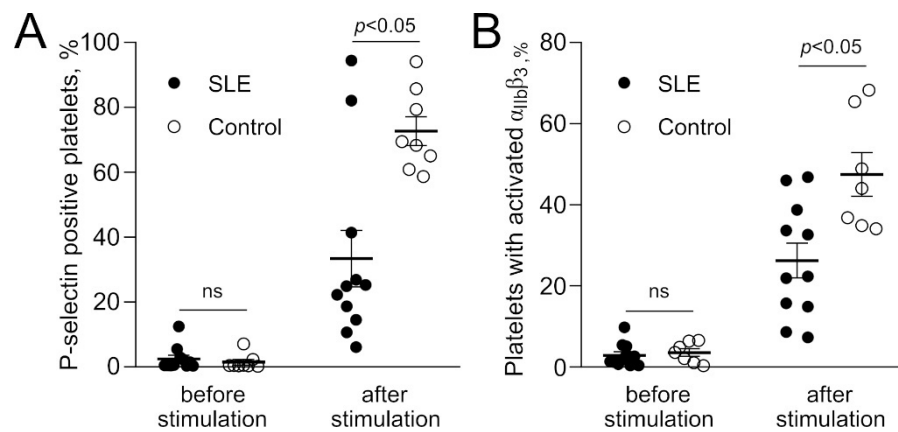 A
P-selectin positive platelets, %
100
80
60
40
20
0
SLE
Control
ns
p<0.05
before
stimulation
after
stimulation
B
Platelets with activated αIIbβ3, %
80
60
40
20
0
SLE
Control
ns
p<0.05
before
stimulation
after
stimulation